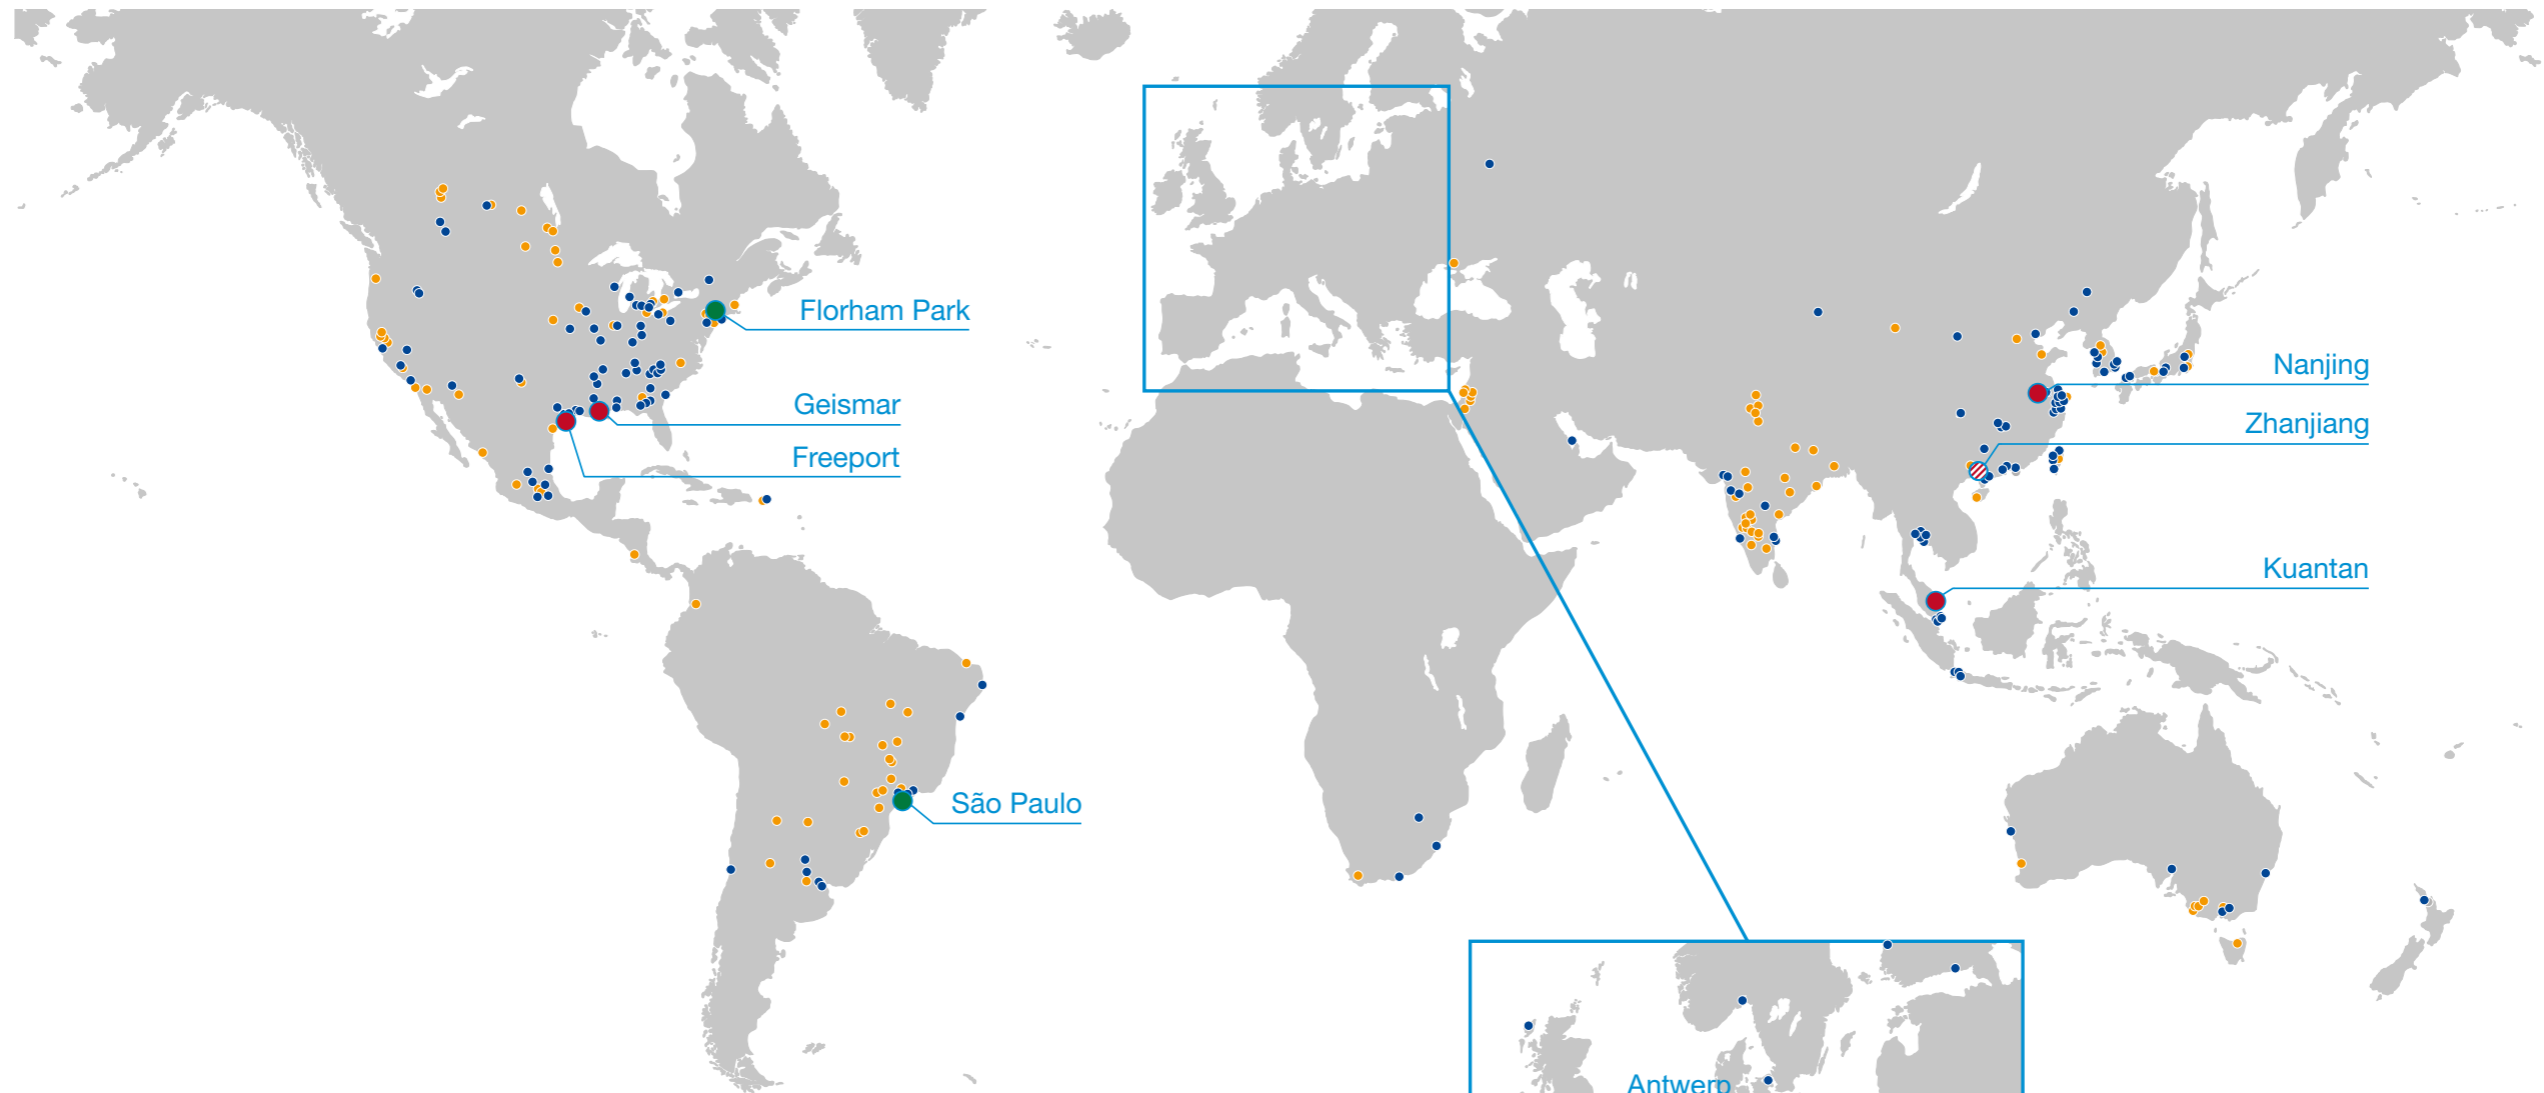 Florham Park
Nanjing
Geismar
Zhanjiang
Freeport
Kuantan
São Paulo
Antwerp